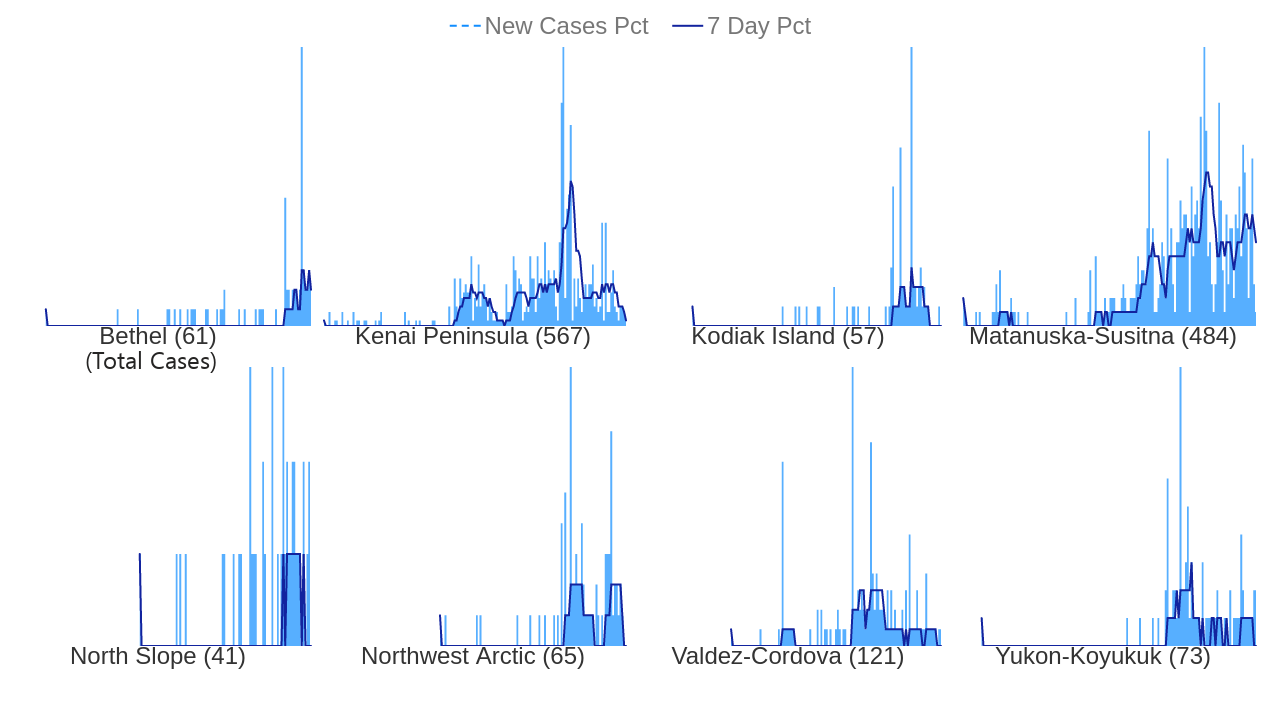 New Cases Pct 7 Day Pct
Bethel (61) Kenai Peninsula (567) Kodiak Island (57) Matanuska-Susitna (484)
(Total Cases)
North Slope (41) Northwest Arctic (65) Valdez-Cordova (121) Yukon-Koyukuk (73)